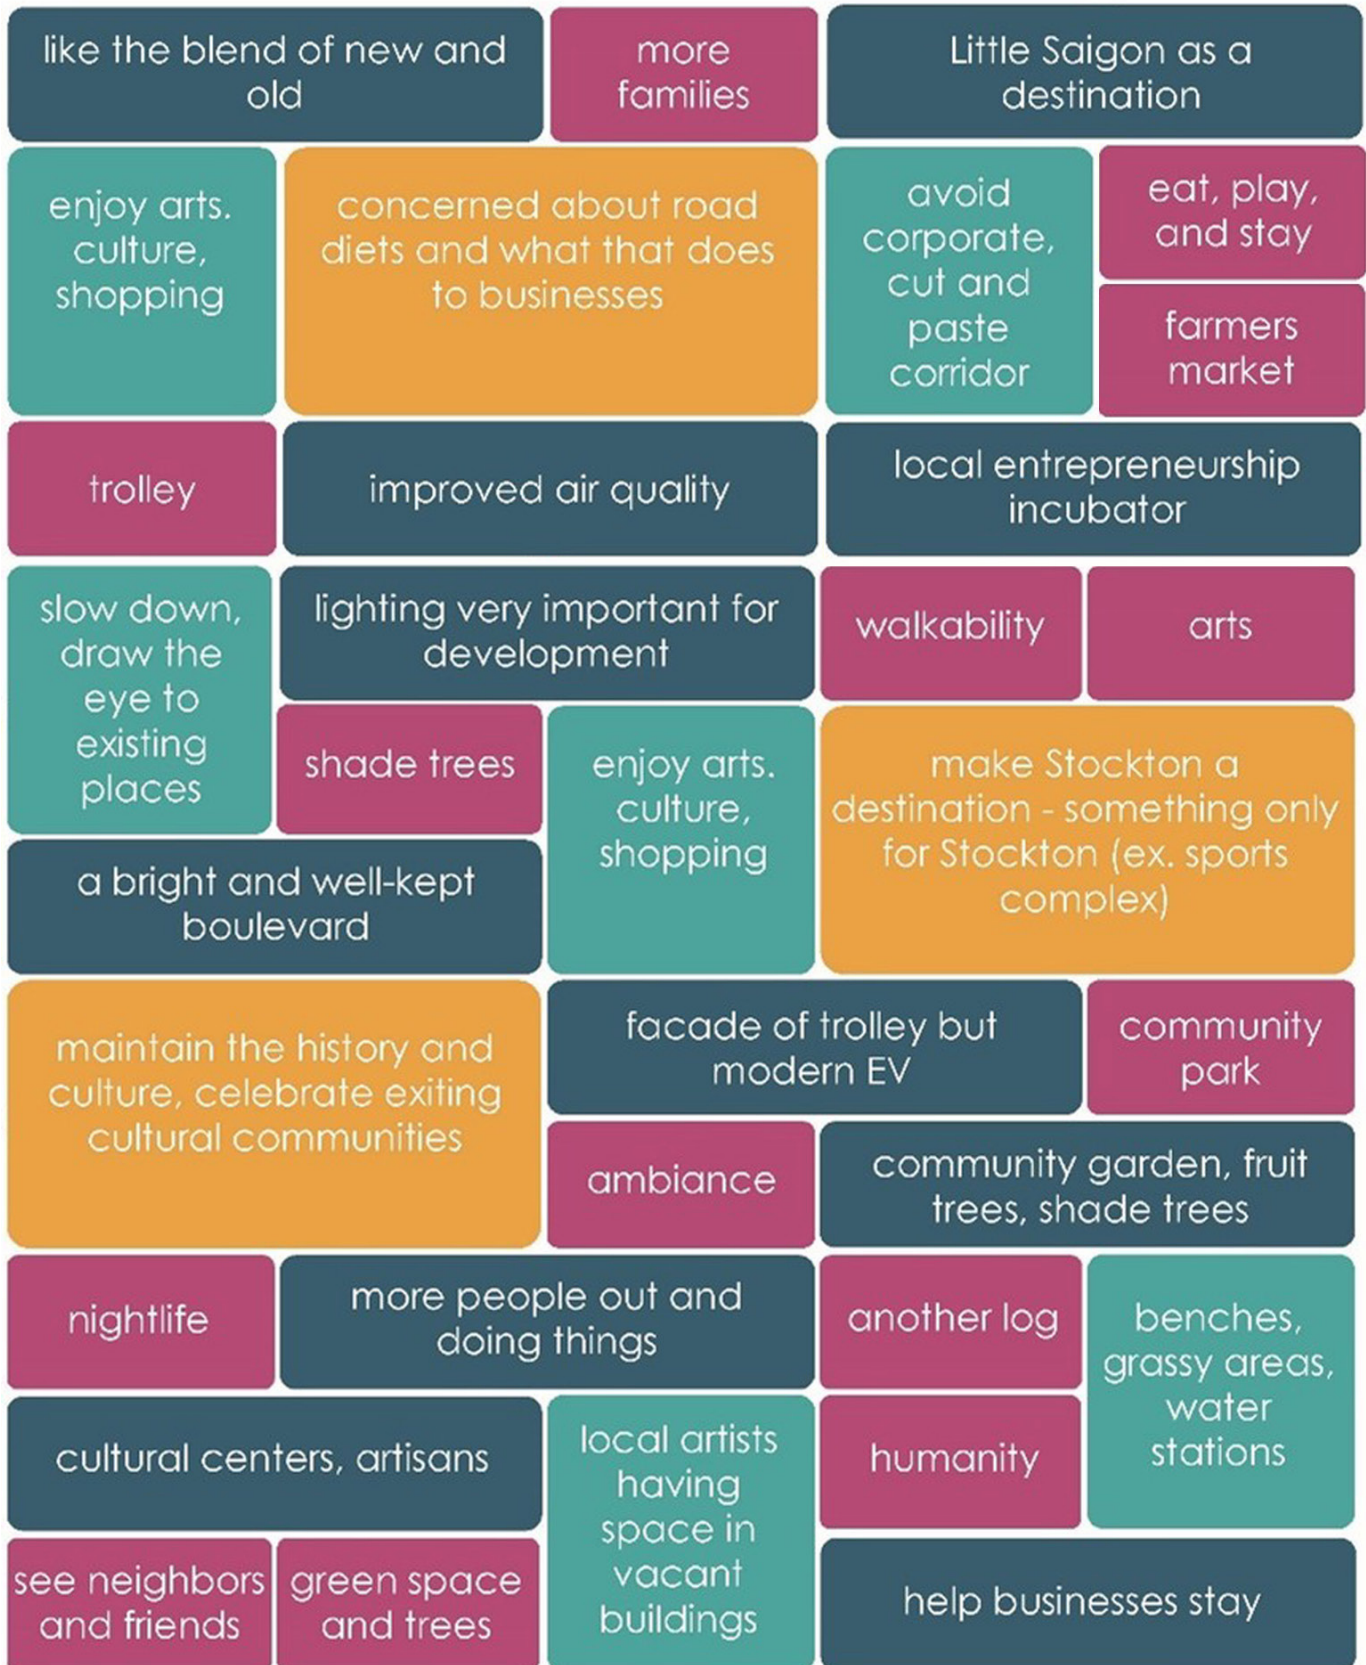 like the blend of new and
old
more
families
Little Saigon as a
destination
enjoy arts.
culture,
shopping
concerned about road
diets and what that does
to businesses
avoid
corporate,
cut and
paste
corridor
eat, play,
and stay
farmers
market
trolley
improved air quality
local entrepreneurship
incubator
slow down,
draw the
eye to
existing
places
lighting very important for
development
walkability
arts
shade trees
enjoy arts.
culture,
shopping
make Stockton a
destination - something only
for Stockton (ex. sports
complex)
a bright and well-kept
boulevard
maintain the history and
culture, celebrate exiting
cultural communities
facade of trolley but
modern EV
community
park
ambiance
community garden, fruit
trees, shade trees
nightlife
more people out and
doing things
another log
benches,
grassy areas,
water
stations
cultural centers, artisans
local artists
having
space in
vacant
buildings
humanity
see neighbors
and friends
green space
and trees
help businesses stay